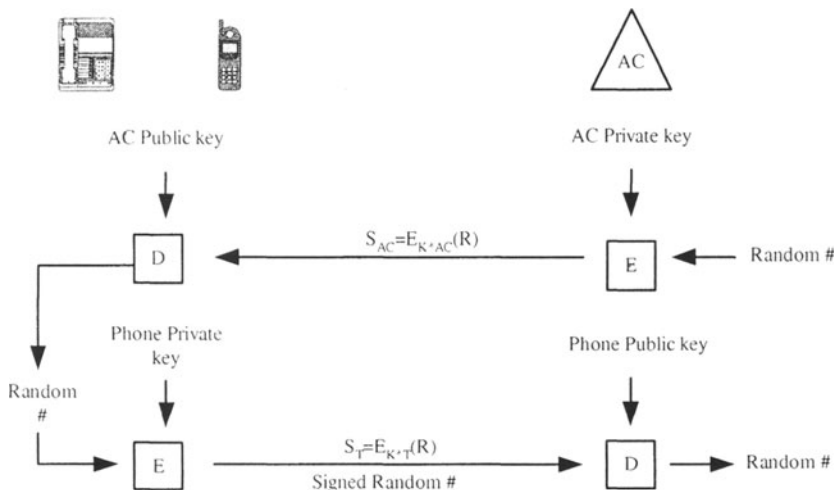 AC
AC Public key
AC Private key
S_AC=E_K*AC(R)
D
E
Random #
Phone Private
key
Phone Public key
Random
#
S_T=E_K*T(R)
E
D
Random #
Signed Random #